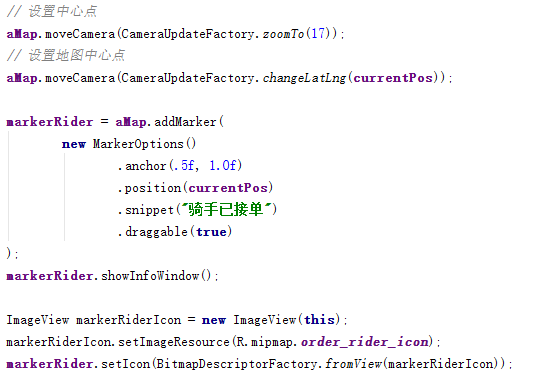 // 设置中心点
aMap.moveCamera(CameraUpdateFactory.zoomTo(17));
// 设置地图中心点
aMap.moveCamera(CameraUpdateFactory.changeLatLng(currentPos));
markerRider = aMap.addMarker(
new MarkerOptions()
.anchor(.5f, 1.0f)
.position(currentPos)
.snippet("骑手已接单")
.draggable(true)
);
markerRider.showInfoWindow();
ImageView markerRiderIcon = new ImageView(this);
markerRiderIcon.setImageResource(R.mipmap.order_rider_icon);
markerRider.setIcon(BitmapDescriptorFactory.fromView(markerRiderIcon));